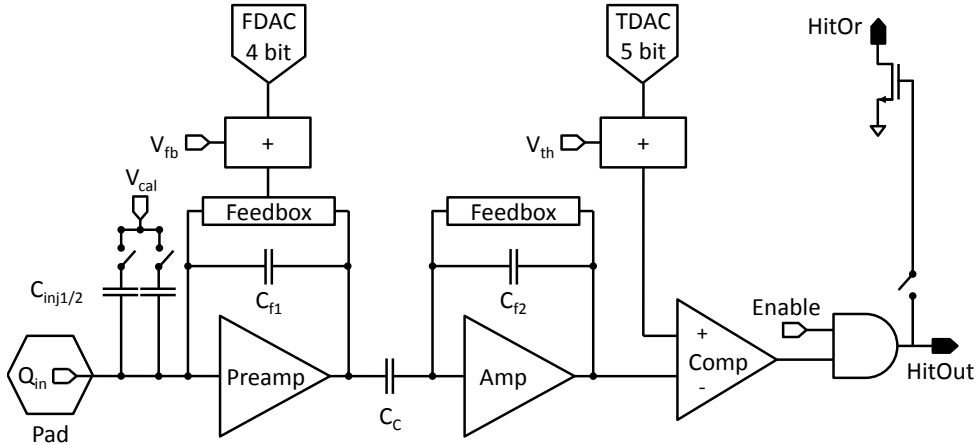 FDAC
4 bit
TDAC
5 bit
HitOr
V_fb
+
V_th
+
V_cal
Feedbox
Feedbox
C_inj1/2
C_f1
C_f2
Enable
Q_in
Preamp
Amp
+
Comp
-
HitOut
C_C
Pad